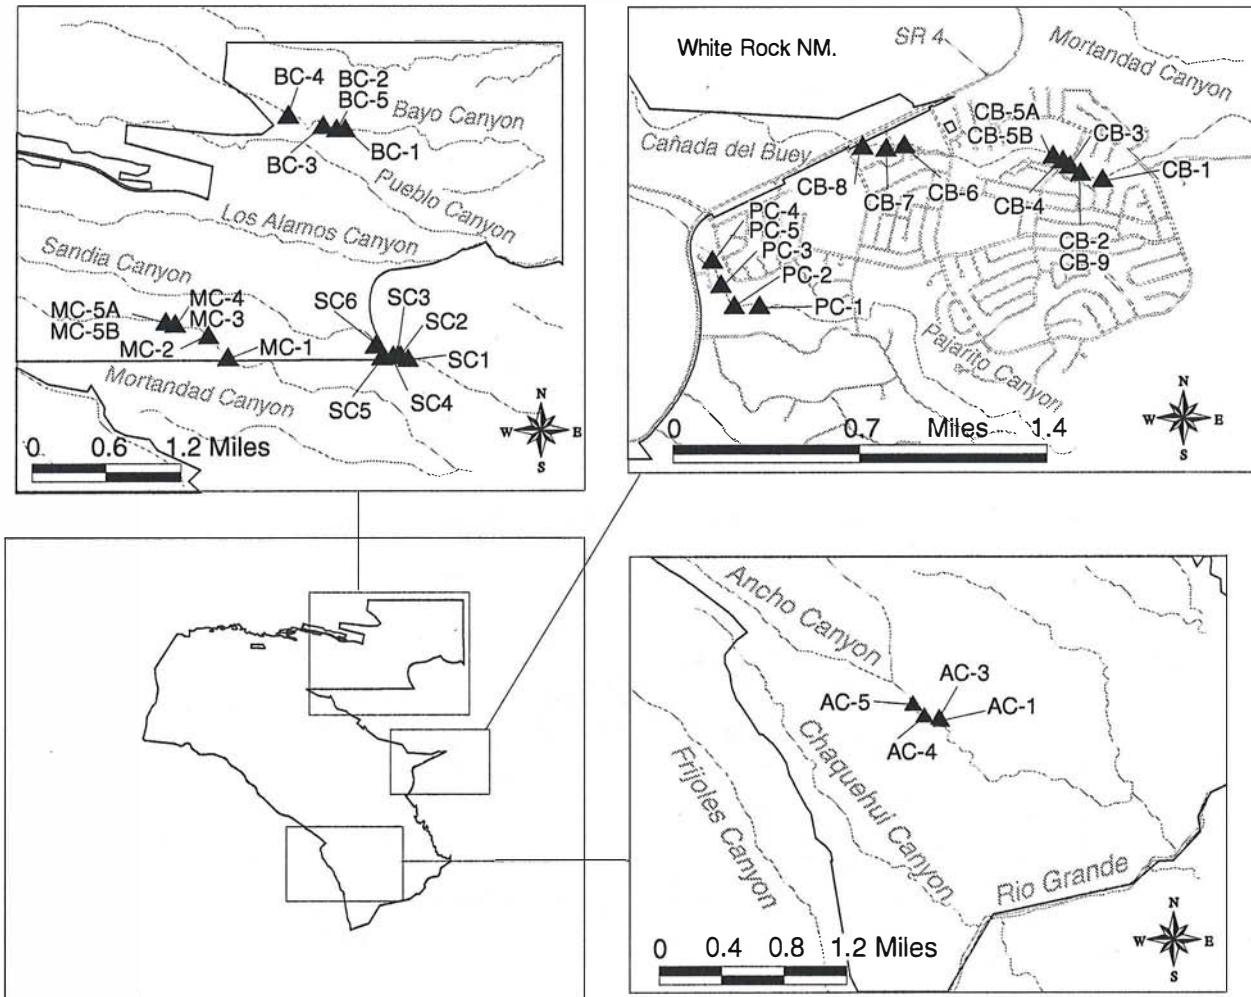 BC-4
BC-2
BC-5
Bayo Canyon
BC-3
BC-1
Pueblo Canyon
Los Alamos Canyon
Sandia Canyon
MC-5A
MC-5B
MC-4
MC-3
MC-2
MC-1
SC6
SC3
SC2
SC1
SC5
SC4
Mortandad Canyon
0 0.6 1.2 Miles
N
W E
S
White Rock NM.
SR 4
Mortandad Canyon
Cañada del Buey
CB-5A
CB-5B
CB-3
CB-1
CB-8
CB-7
CB-6
CB-4
CB-2
CB-9
PC-4
PC-5
PC-3
PC-2
PC-1
Pajarito Canyon
0 0.7 Miles 1.4
N
W E
S
Ancho Canyon
AC-3
AC-5
AC-1
AC-4
Chaquehui Canyon
Frijoles Canyon
Rio Grande
0 0.4 0.8 1.2 Miles
N
W E
S